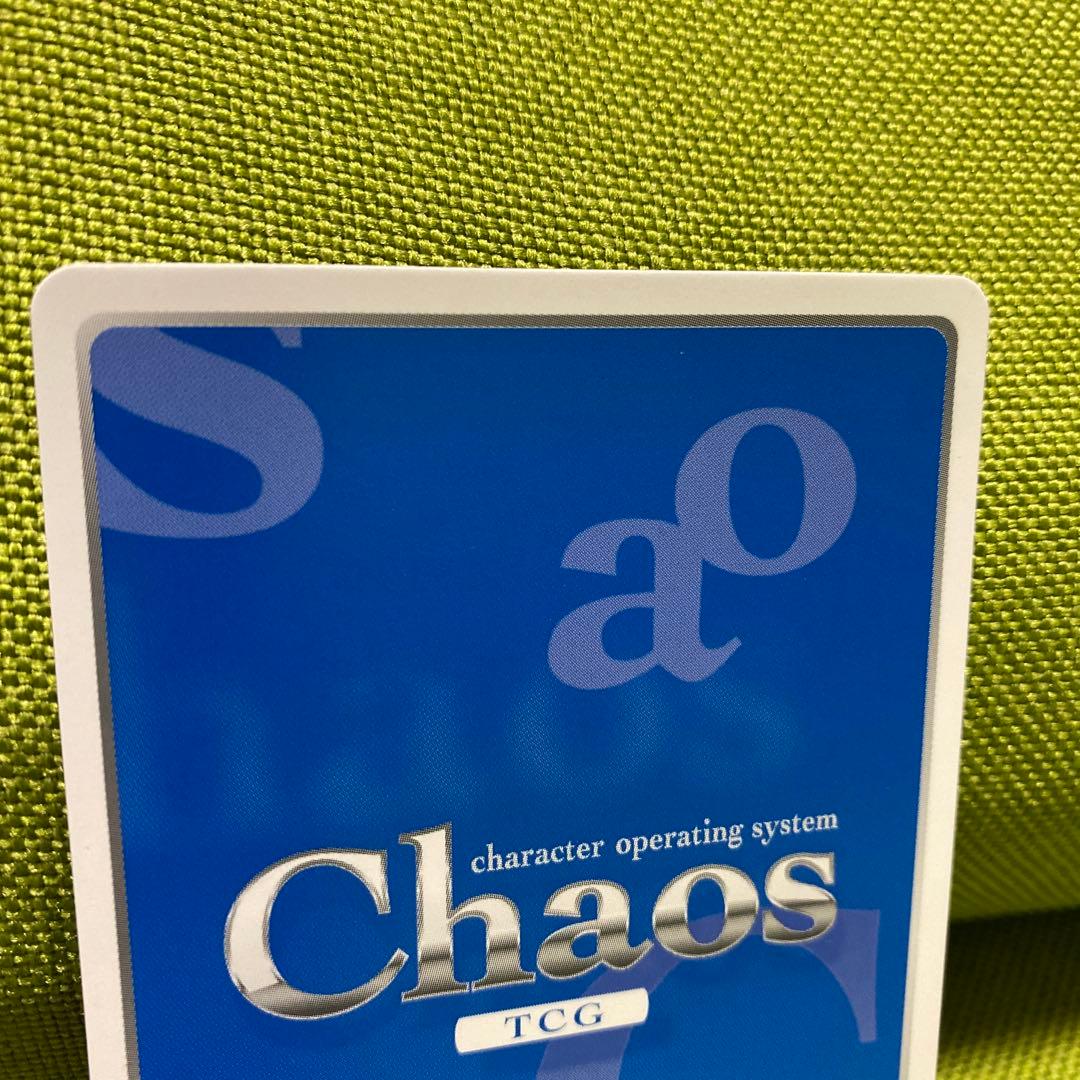 s
o
a
character operating system
Chaos
TCG
C